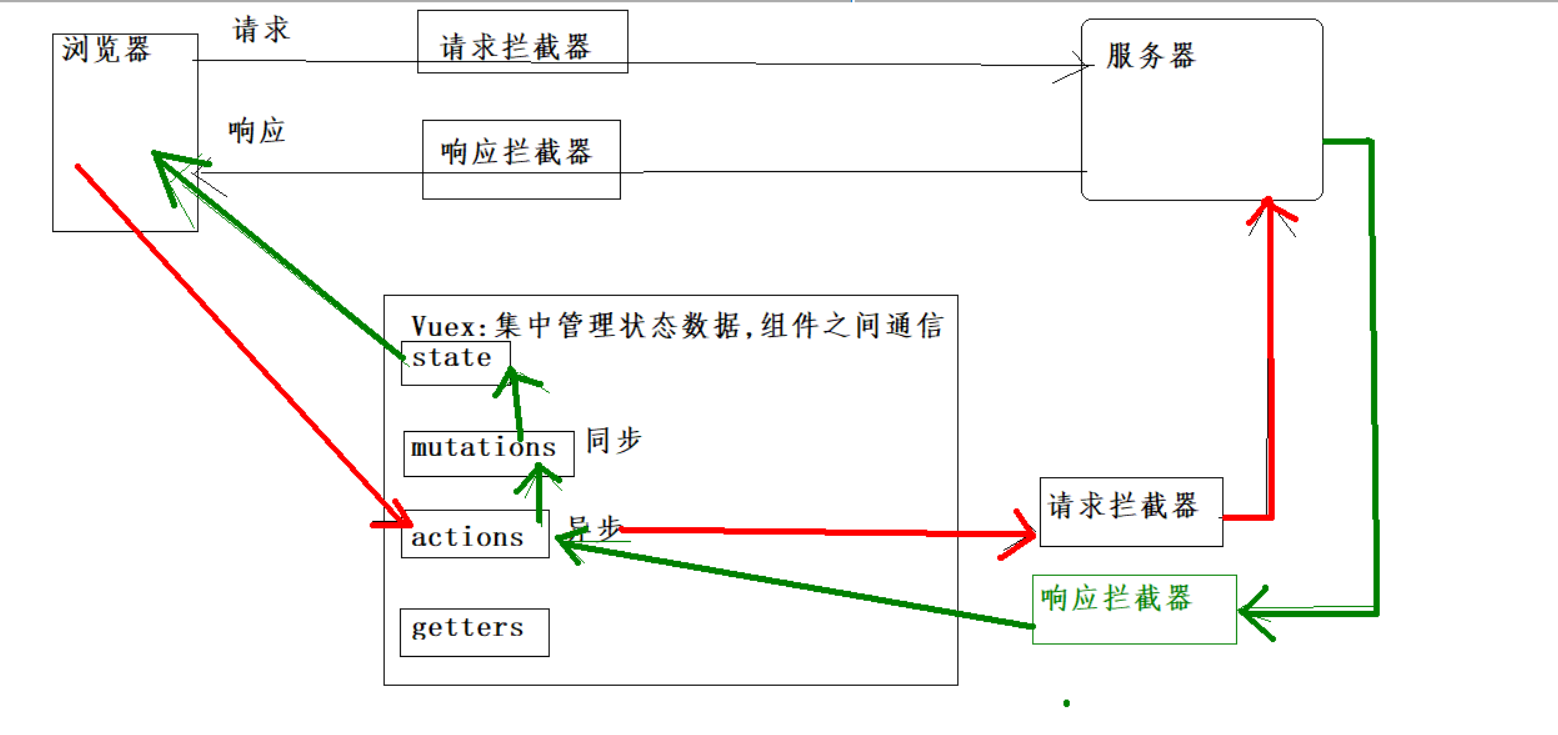 请求
请求拦截器
浏览器
服务器
响应
响应拦截器
Vuex:集中管理状态数据,组件之间通信
state
mutations
同步
actions
异步
请求拦截器
响应拦截器
getters